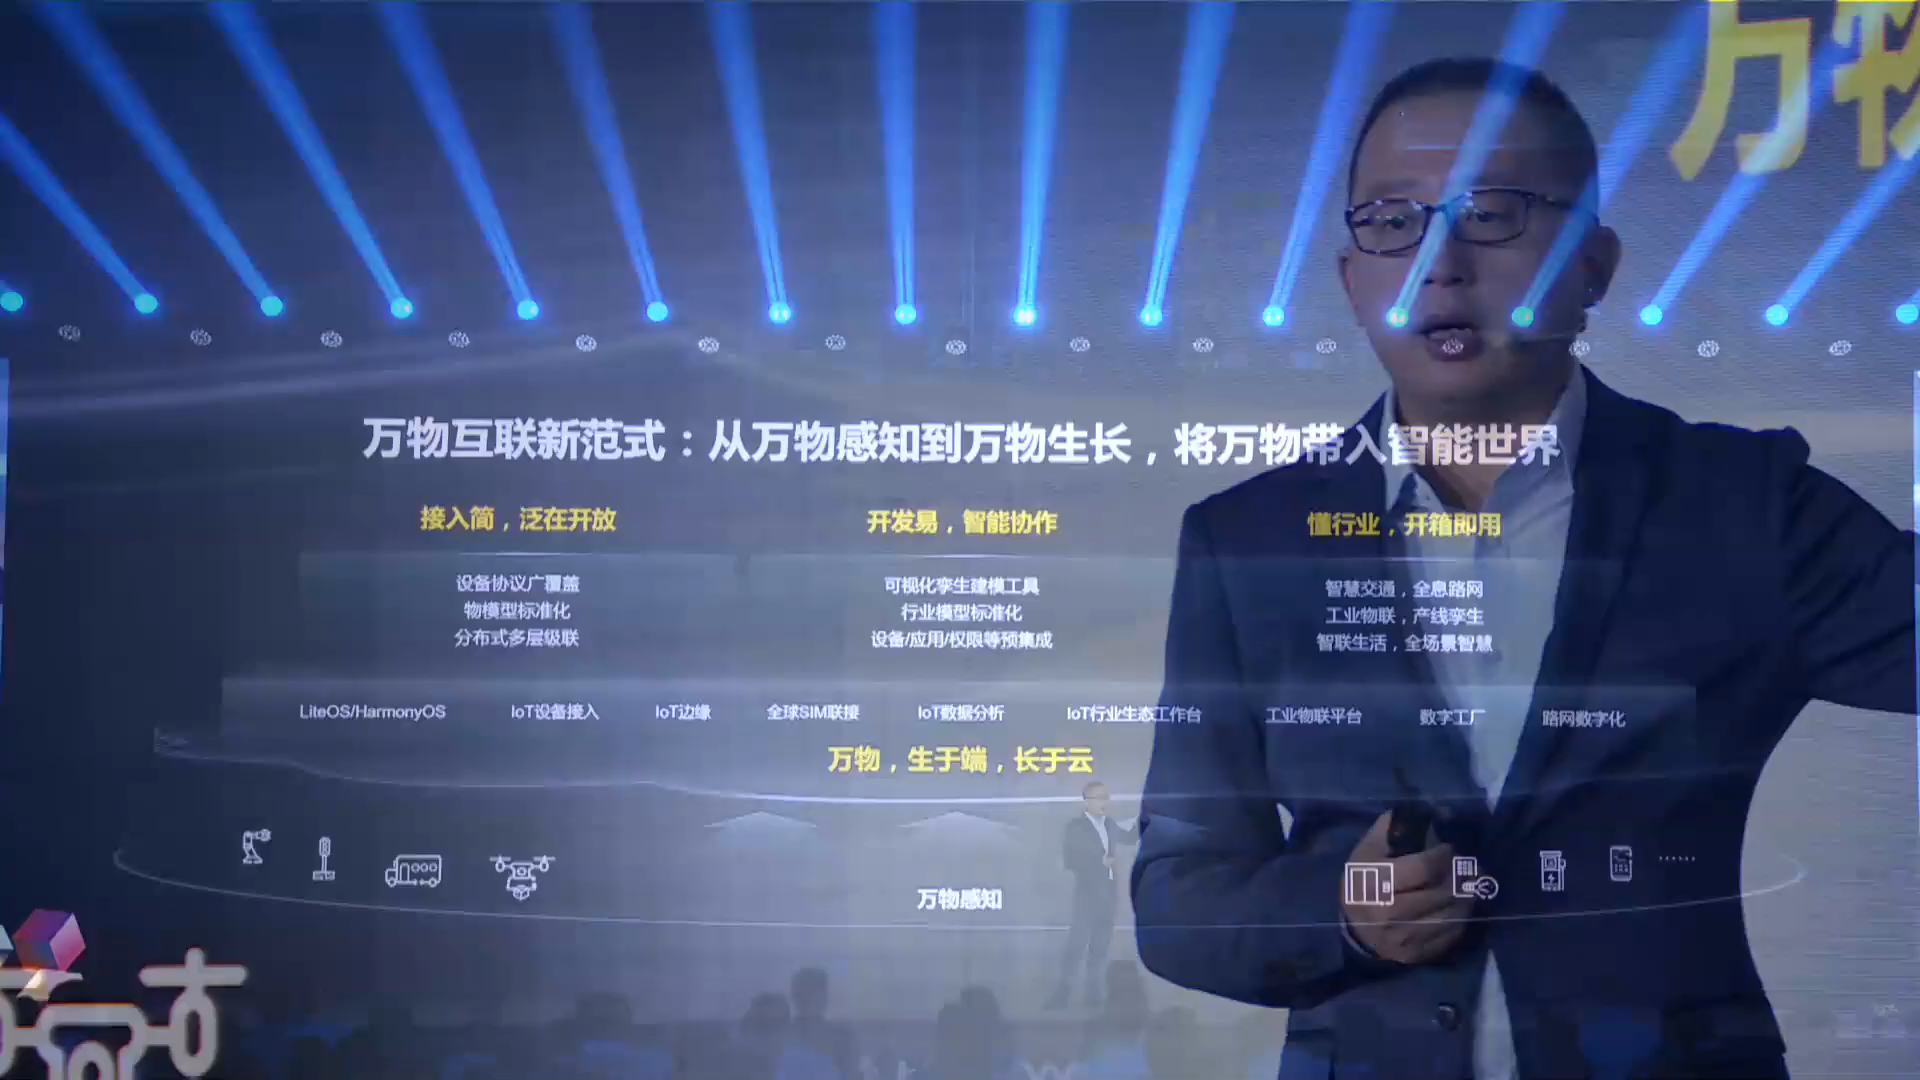 万物
万物互联新范式：从万物感知到万物生长，将万物带入智能世界
接入简，泛在开放
开发易，智能协作
懂行业，开箱即用
设备协议广覆盖
物模型标准化
分布式多层级联
可视化孪生建模工具
行业模型标准化
设备/应用/权限等预集成
智慧交通，全息路网
工业物联，产线孪生
智联生活，全场景智慧
LiteOS/HarmonyOS
IoT设备接入
IoT边缘
全球SIM联接
IoT数据分析
IoT行业生态工作台
工业物联平台
数字工厂
路网数字化
万物，生于端，长于云
万物感知
……